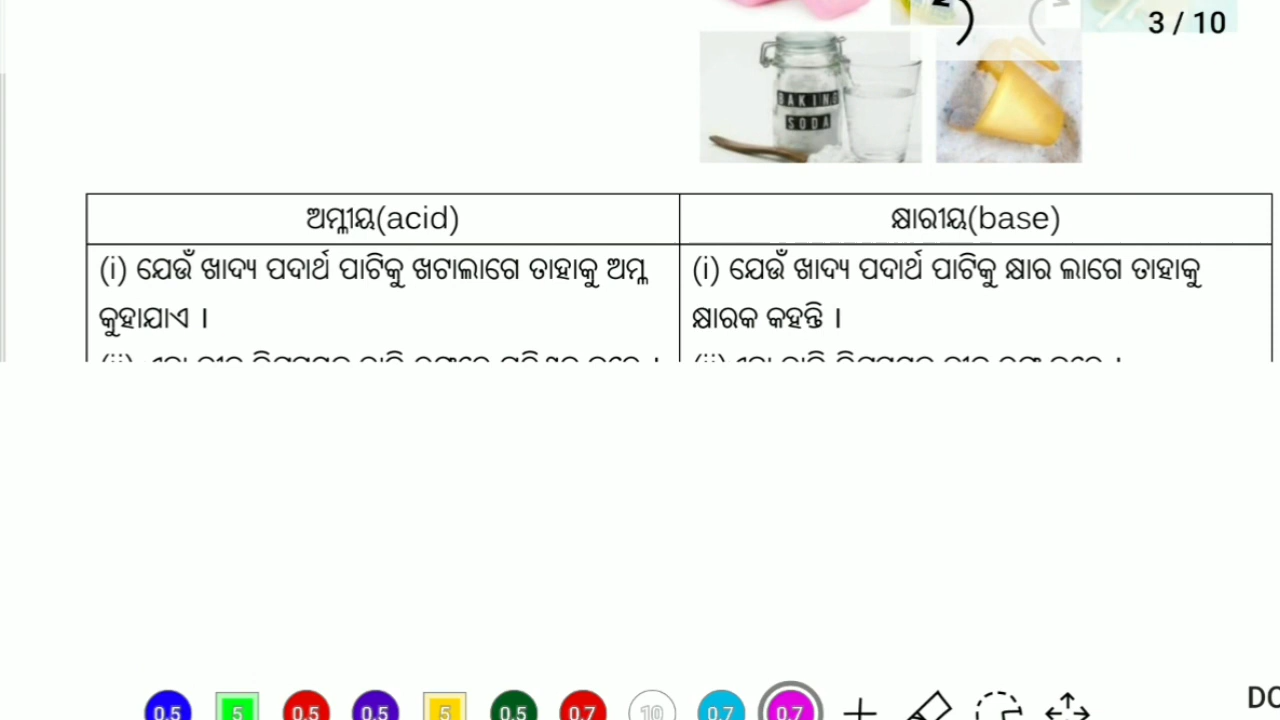 3 / 10
BAKING
SODA
ଅମ୍ଳୀୟ(acid)
କ୍ଷାରୀୟ(base)
(i) ଯେଉଁ ଖାଦ୍ୟ ପଦାର୍ଥ ପାଟିକୁ ଖଟାଲାଗେ ତାହାକୁ ଅମ୍ଳ
କୁହାଯାଏ ।
(i) ଯେଉଁ ଖାଦ୍ୟ ପଦାର୍ଥ ପାଟିକୁ କ୍ଷାର ଲାଗେ ତାହାକୁ
କ୍ଷାରକ କହନ୍ତି ।
0.5 5 0.5 0.5 5 0.5 0.7 10 0.7 0.7